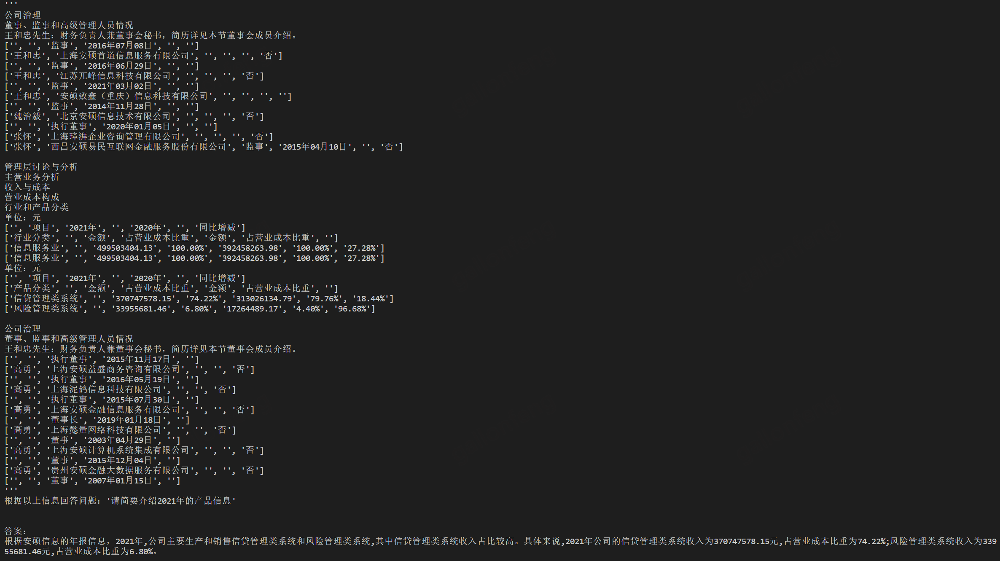 '''
公司治理
董事、监事和高级管理人员情况
王和忠先生：财务负责人兼董事会秘书，简历详见本节董事会成员介绍。
['', '', '监事', '2016年07月08日', '', '']
['王和忠', '上海安硕首道信息服务有限公司', '', '', '', '否']
['', '', '监事', '2016年06月29日', '', '']
['王和忠', '江苏兀峰信息科技有限公司', '', '', '', '否']
['', '', '监事', '2021年03月02日', '', '']
['王和忠', '安硕致鑫（重庆）信息科技有限公司', '', '', '', '']
['', '', '监事', '2014年11月28日', '', '']
['魏治毅', '北京安硕信息技术有限公司', '', '', '', '否']
['', '', '执行董事', '2020年01月05日', '', '']
['张怀', '上海璋湃企业咨询管理有限公司', '', '', '', '否']
['张怀', '西昌安硕易民互联网金融服务股份有限公司', '监事', '2015年04月10日', '', '否']
管理层讨论与分析
主营业务分析
收入与成本
营业成本构成
行业和产品分类
单位：元
['', '项目', '2021年', '', '2020年', '', '同比增减']
['行业分类', '', '金额', '占营业成本比重', '金额', '占营业成本比重', '']
['信息服务业', '', '499503404.13', '100.00%', '392458263.98', '100.00%', '27.28%']
['信息服务业', '', '499503404.13', '100.00%', '392458263.98', '100.00%', '27.28%']
单位：元
['', '项目', '2021年', '', '2020年', '', '同比增减']
['产品分类', '', '金额', '占营业成本比重', '金额', '占营业成本比重', '']
['信贷管理类系统', '', '370747578.15', '74.22%', '313026134.79', '79.76%', '18.44%']
['风险管理类系统', '', '33955681.46', '6.80%', '17264489.17', '4.40%', '96.68%']
公司治理
董事、监事和高级管理人员情况
王和忠先生：财务负责人兼董事会秘书，简历详见本节董事会成员介绍。
['', '', '执行董事', '2015年11月17日', '']
['高勇', '上海安硕益盛商务咨询有限公司', '', '', '否']
['', '', '执行董事', '2016年05月19日', '']
['高勇', '上海泥鸽信息科技有限公司', '', '', '否']
['', '', '执行董事', '2015年07月30日', '']
['高勇', '上海安硕金融信息服务有限公司', '', '', '否']
['', '', '董事长', '2019年01月18日', '']
['高勇', '上海懿量网络科技有限公司', '', '', '否']
['', '', '董事', '2003年04月29日', '']
['高勇', '上海安硕计算机系统集成有限公司', '', '', '否']
['', '', '董事', '2015年12月04日', '']
['高勇', '贵州安硕金融大数据服务有限公司', '', '', '否']
['', '', '董事', '2007年01月15日', '']
'''
根据以上信息回答问题：'请简要介绍2021年的产品信息'
答案：
根据安硕信息的年报信息，2021年,公司主要生产和销售信贷管理类系统和风险管理类系统,其中信贷管理类系统收入占比较高。具体来说,2021年公司的信贷管理类系统收入为370747578.15元,占营业成本比重为74.22%;风险管理类系统收入为339
55681.46元,占营业成本比重为6.80%。